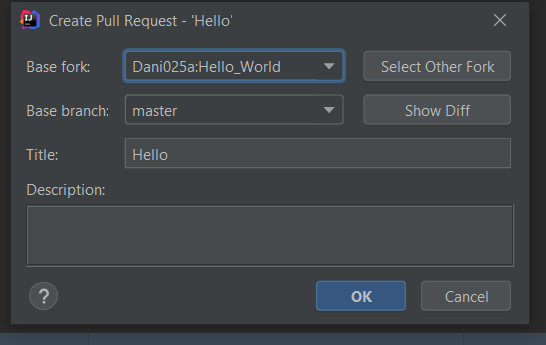 IJ Create Pull Request - 'Hello'
Base fork: Dani025a:Hello_World Select Other Fork
Base branch: master Show Diff
Title: Hello
Description:
? OK Cancel